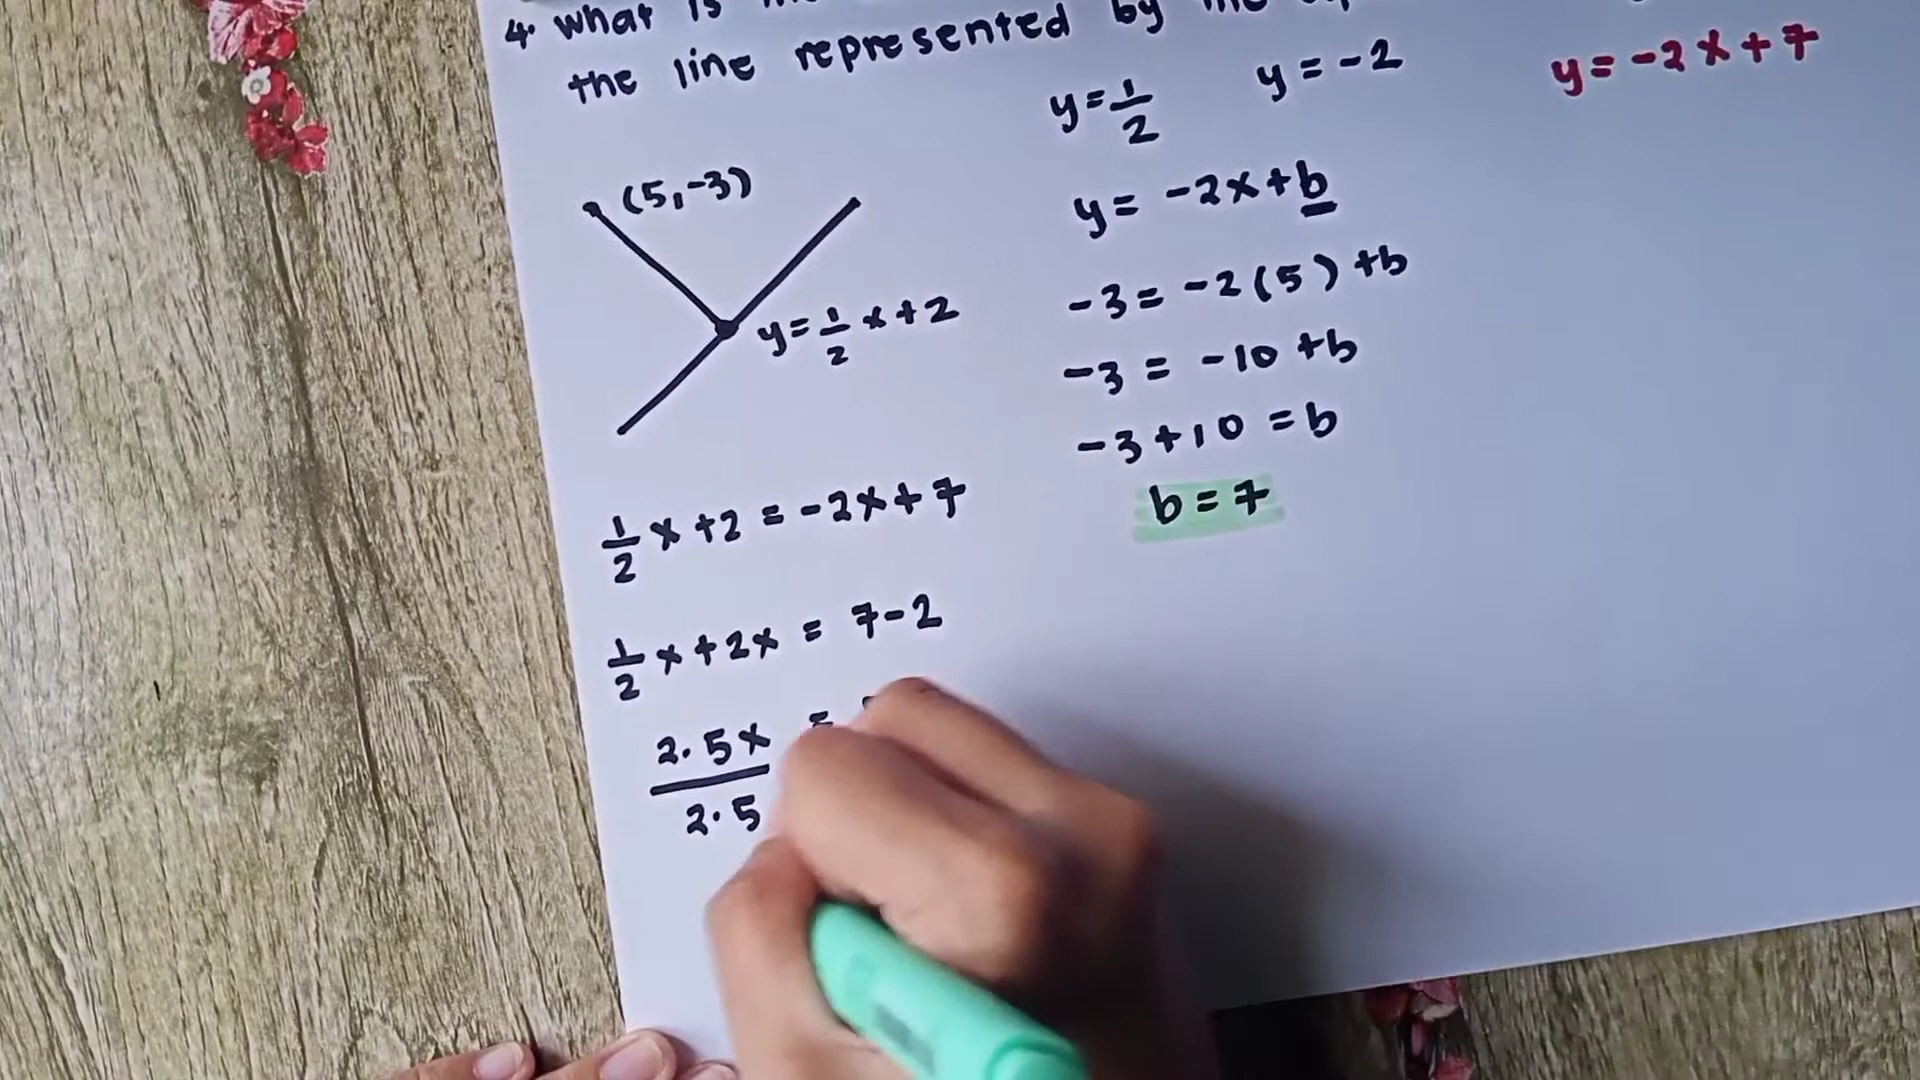 4. What is
the line represented by
y = 1/2 y = -2 y = -2x + 7
(5, -3)
y = -2x + b
y = 1/2 x + 2
-3 = -2(5) + b
-3 = -10 + b
-3 + 10 = b
b = 7
1/2 x + 2 = -2x + 7
1/2 x + 2x = 7 - 2
2.5x =
2.5